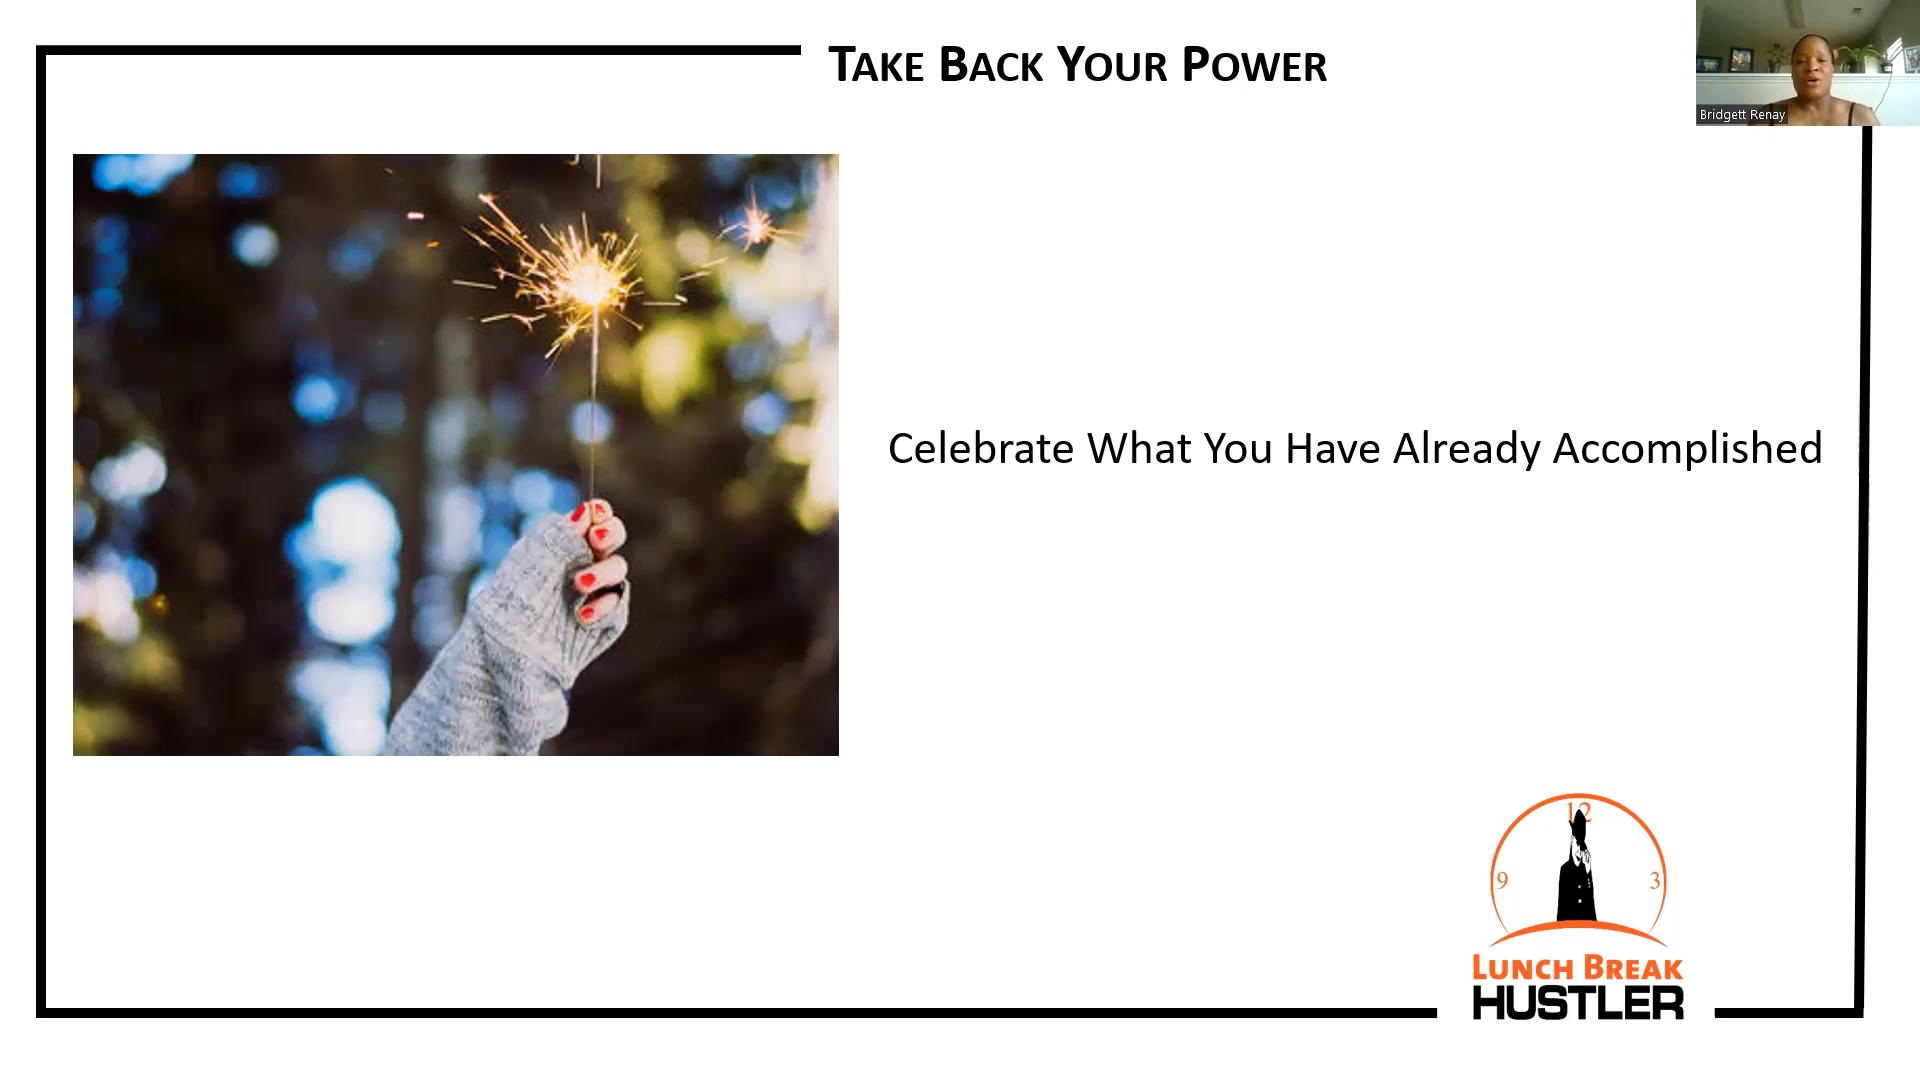 TAKE BACK YOUR POWER
Bridgett Renay
Celebrate What You Have Already Accomplished
12
9
3
LUNCH BREAK
HUSTLER